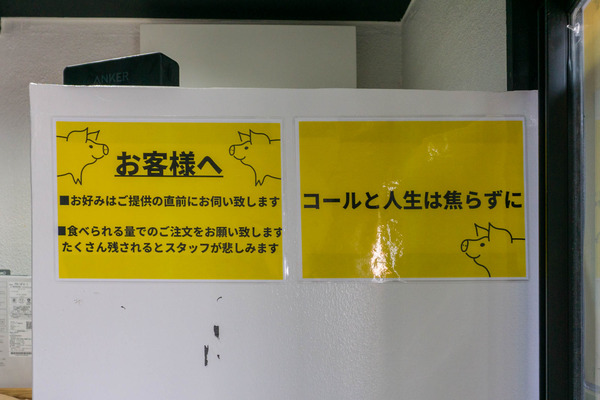 ANKER
お客様へ
■お好みはご提供の直前にお伺い致します
■食べられる量でのご注文をお願い致します
たくさん残されるとスタッフが悲しみます
コールと人生は焦らずに